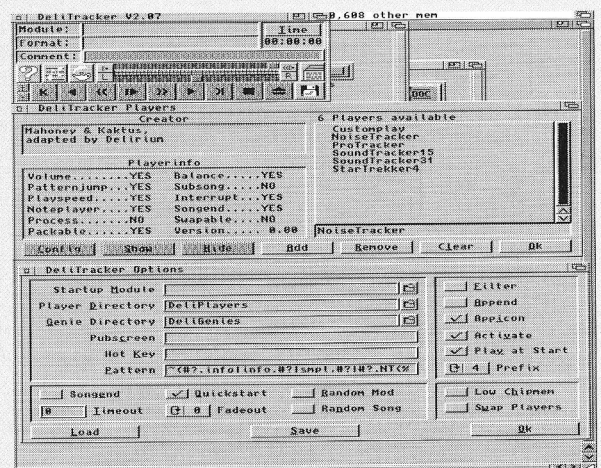 DeliTracker V2.07
0,608 other mem
Module:
Time
Format:
00:00:00
Comment:
DOC
DeliTracker Players
Creator
6 Players available
Mahoney & Kaktus,
adapted by Delirium
Customplay
NoiseTracker
ProTracker
SoundTracker15
SoundTracker31
StarTrekker4
Playerinfo
Volume........YES Balance.....YES
Patternjump...YES Subsong.....NO
Playspeed.....YES Interrupt...YES
Noteplayer....YES Songend.....YES
Process.......NO Swapable....NO
Packable......YES Version..... 0.00
NoiseTracker
Config Show Hide Add Remove Clear Ok
DeliTracker Options
Startup Module
Player Directory DeliPlayers
Genie Directory DeliGenies
Pubscreen
Hot Key
Pattern ~(#?.info|info.#?|smpl.#?|#?.NT(%
Filter
Append
Appicon
Activate
Play at Start
4 Prefix
Songend Quickstart Random Mod
0 Timeout 0 Fadeout Random Song
Low Chipmem
Swap Players
Load Save Ok